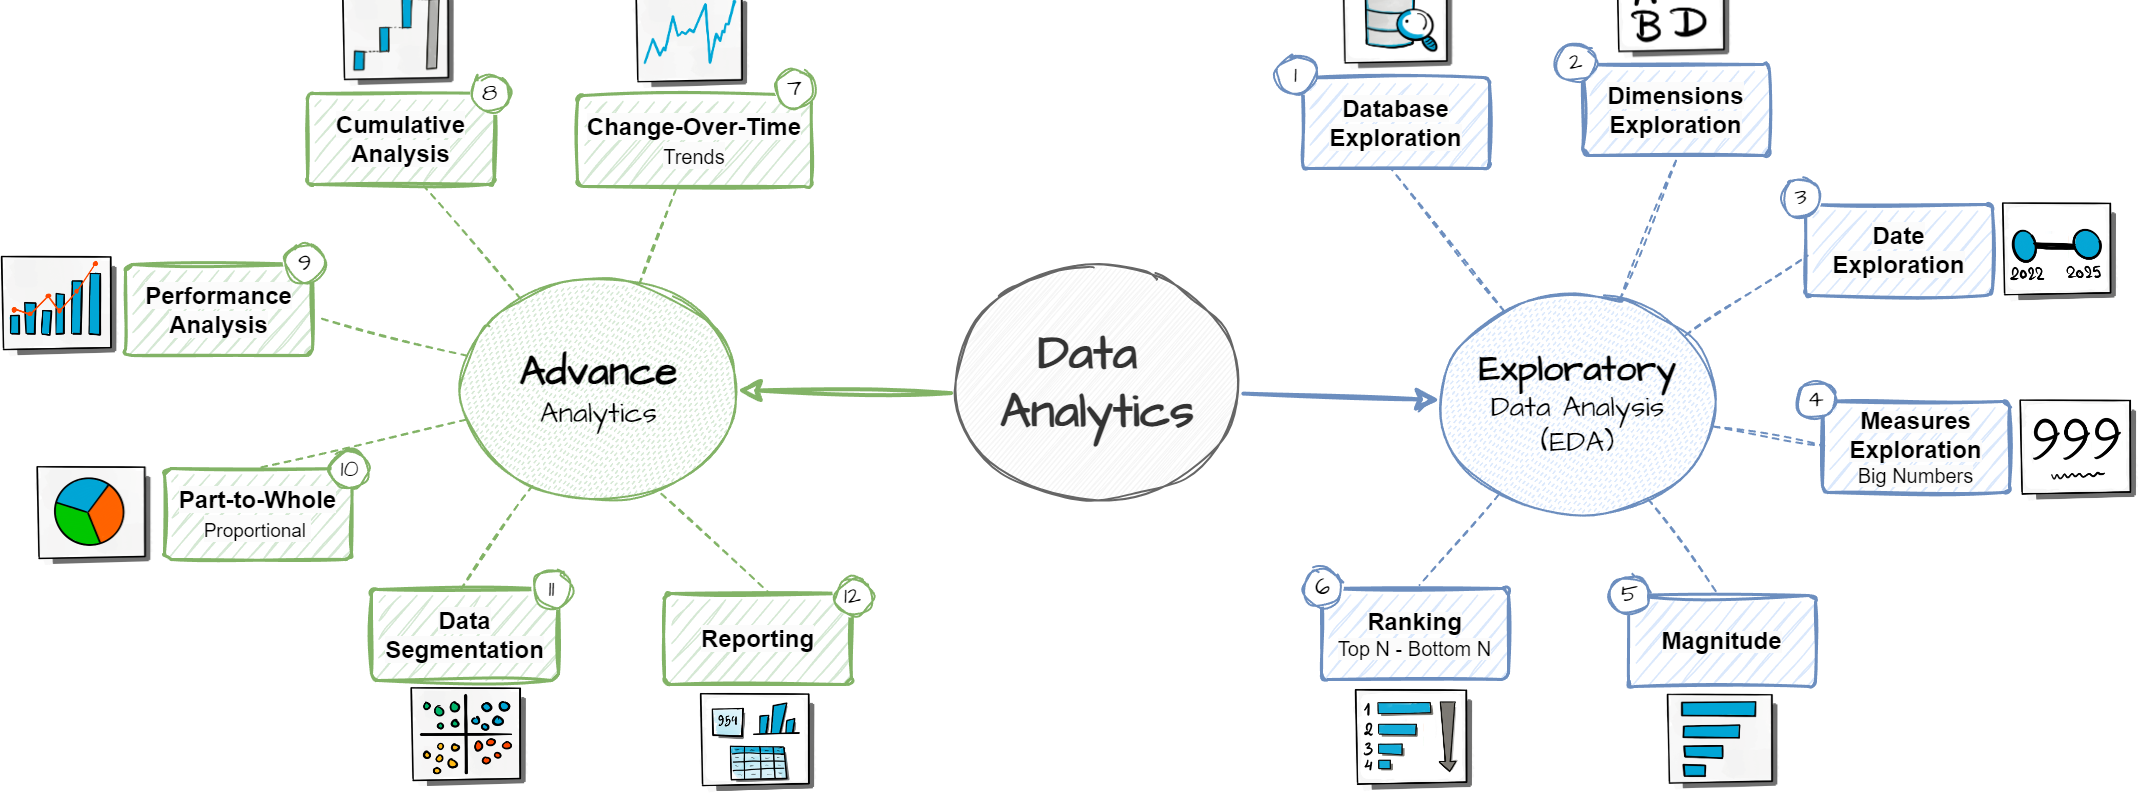 Data
Analytics
Exploratory
Data Analysis
(EDA)
1
Database
Exploration
2
B D
Dimensions
Exploration
3
Date
Exploration
2022 2025
4
Measures
Exploration
Big Numbers
999
5
Magnitude
6
Ranking
Top N - Bottom N
1
2
3
4
Advance
Analytics
7
Change-Over-Time
Trends
8
Cumulative
Analysis
9
Performance
Analysis
10
Part-to-Whole
Proportional
11
Data
Segmentation
12
Reporting
954